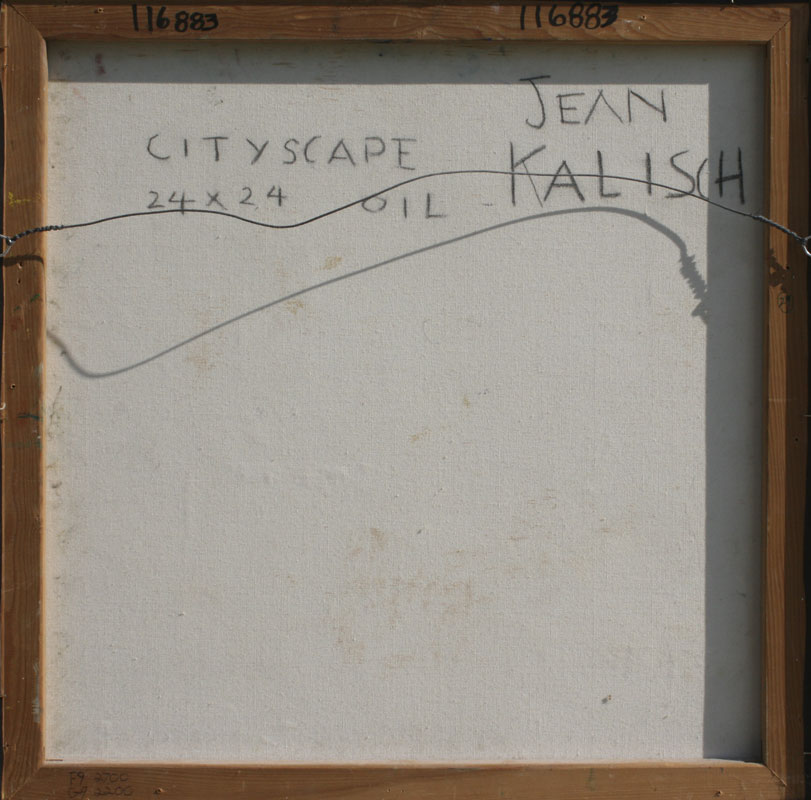 116883 116883
JEAN
CITYSCAPE KALISCH
24 x 24 OIL -